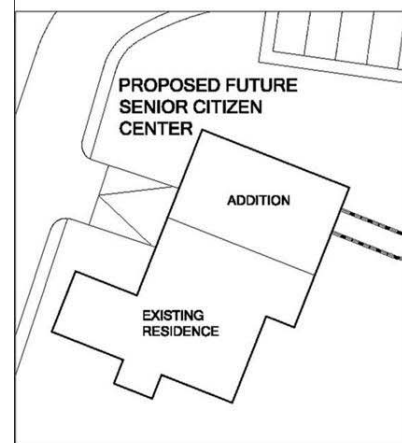 PROPOSED FUTURE
SENIOR CITIZEN
CENTER
ADDITION
EXISTING
RESIDENCE